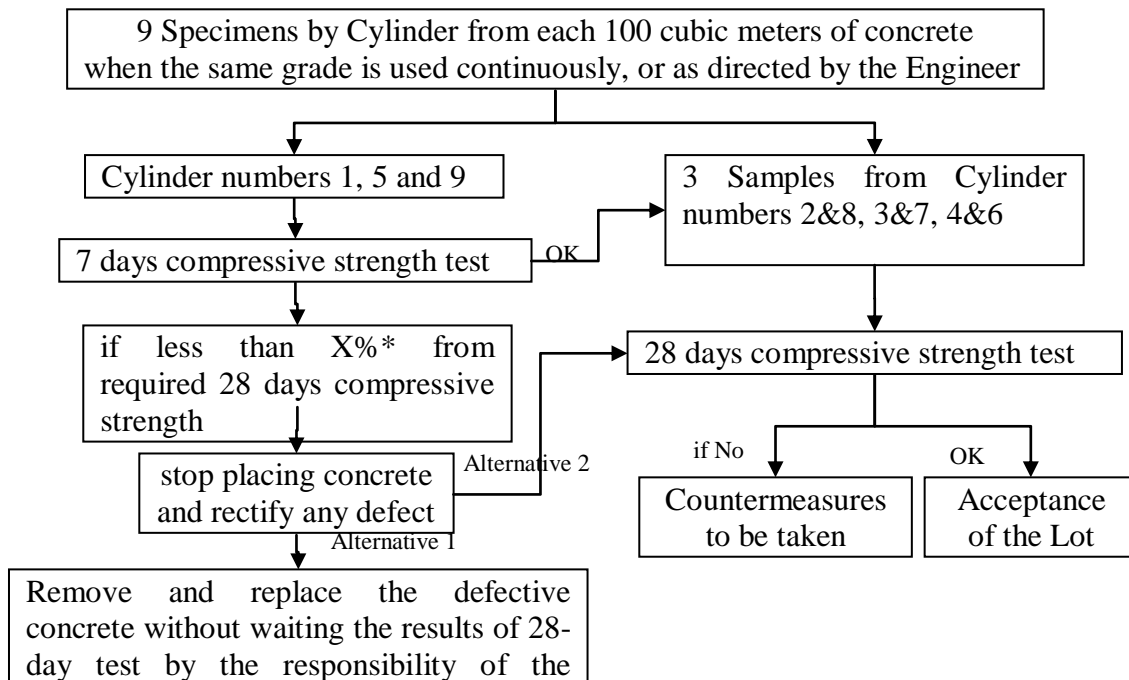 9 Specimens by Cylinder from each 100 cubic meters of concrete
when the same grade is used continuously, or as directed by the Engineer
Cylinder numbers 1, 5 and 9
3 Samples from Cylinder
numbers 2&8, 3&7, 4&6
7 days compressive strength test
OK
if less than X%* from
required 28 days compressive
strength
28 days compressive strength test
stop placing concrete
and rectify any defect
Alternative 2
Alternative 1
if No
OK
Countermeasures
to be taken
Acceptance
of the Lot
Remove and replace the defective
concrete without waiting the results of 28-
day test by the responsibility of the